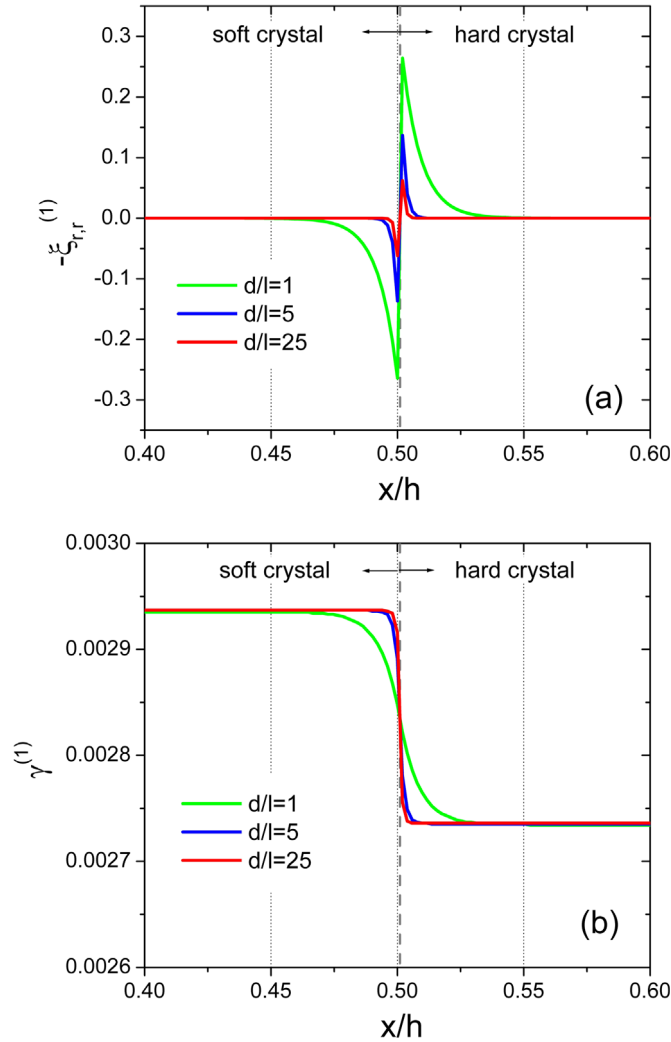 soft crystal hard crystal
0.3
0.2
0.1
0.0
-0.1
-0.2
-0.3
-ξr,r(1)
d/l=1
d/l=5
d/l=25
(a)
0.40 0.45 0.50 0.55 0.60
x/h
soft crystal hard crystal
0.0030
0.0029
0.0028
0.0027
0.0026
γ(1)
d/l=1
d/l=5
d/l=25
(b)
0.40 0.45 0.50 0.55 0.60
x/h